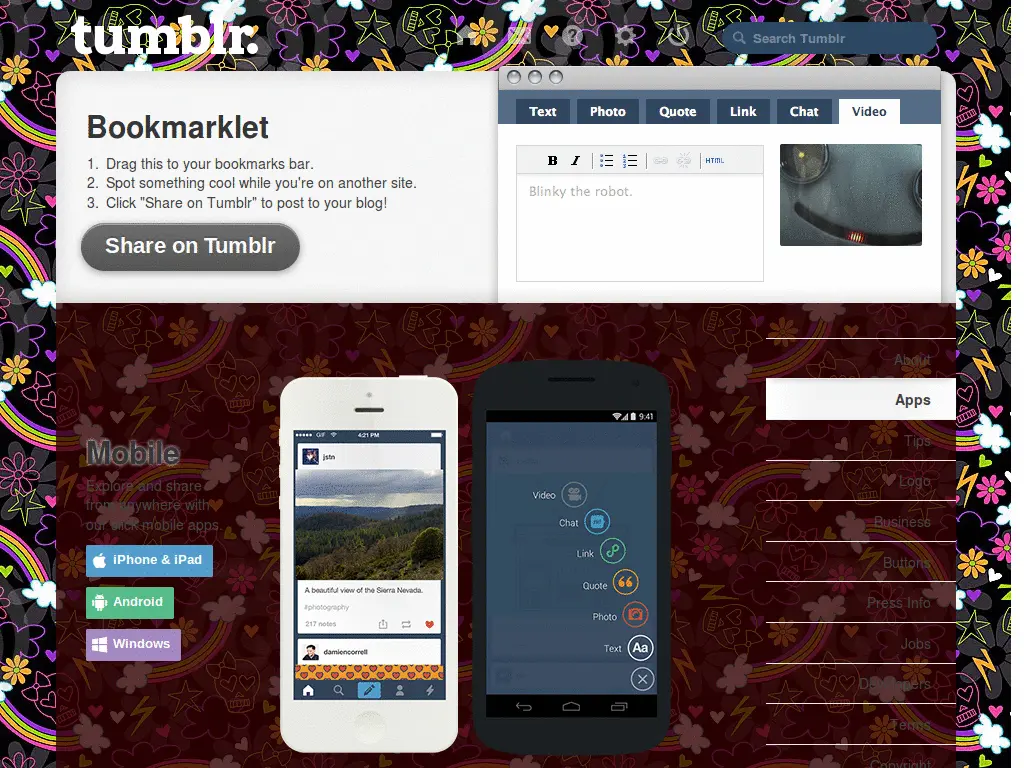 tumblr.
Search Tumblr
Bookmarklet
1. Drag this to your bookmarks bar.
2. Spot something cool while you're on another site.
3. Click "Share on Tumblr" to post to your blog!
Share on Tumblr
Text
Photo
Quote
Link
Chat
Video
B I HTML
Blinky the robot.
Mobile
Explore and share
from anywhere with
our slick mobile apps.
iPhone & iPad
Android
Windows
GIF 4:21 PM
jstn
A beautiful view of the Sierra Nevada.
#photography
217 notes
damiencorrell
9:41
Video
Chat
Link
Quote
Photo
Text Aa
About
Apps
Tips
Logo
Business
Buttons
Press Info
Jobs
Developers
Terms
Copyright